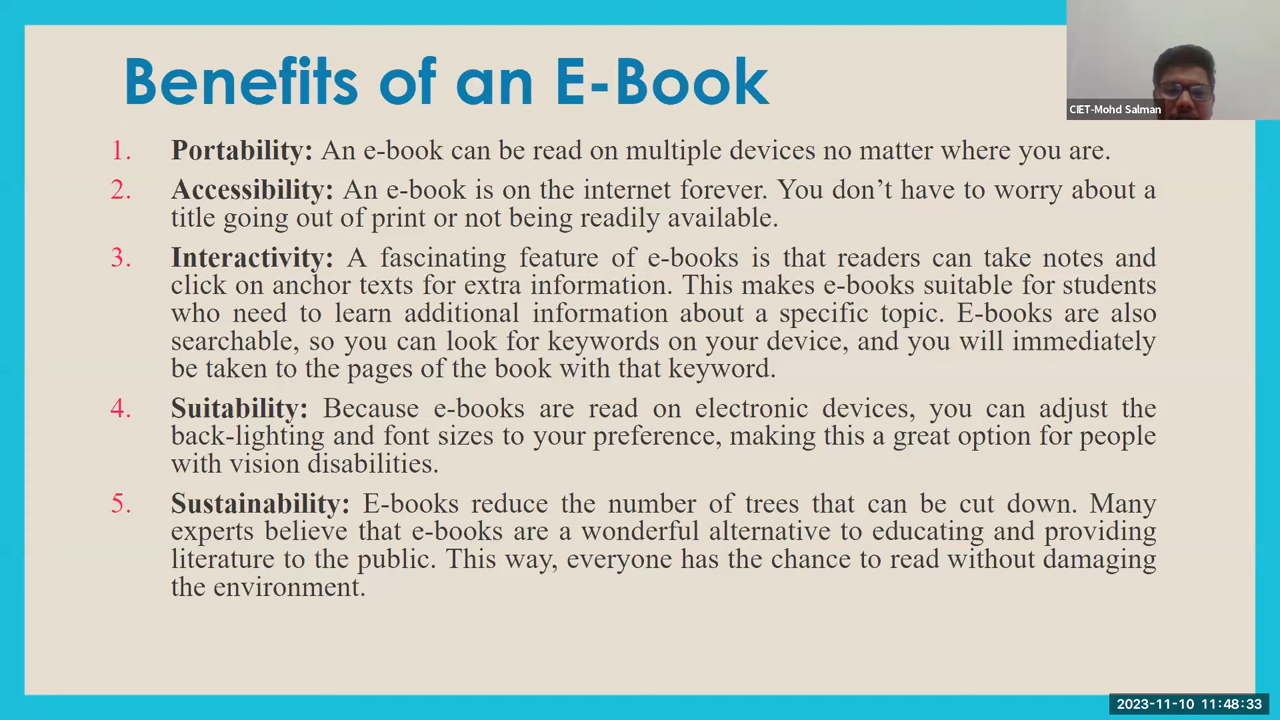 Benefits of an E-Book
CIET-Mohd Salman
1. Portability: An e-book can be read on multiple devices no matter where you are.
2. Accessibility: An e-book is on the internet forever. You don’t have to worry about a
title going out of print or not being readily available.
3. Interactivity: A fascinating feature of e-books is that readers can take notes and
click on anchor texts for extra information. This makes e-books suitable for students
who need to learn additional information about a specific topic. E-books are also
searchable, so you can look for keywords on your device, and you will immediately
be taken to the pages of the book with that keyword.
4. Suitability: Because e-books are read on electronic devices, you can adjust the
back-lighting and font sizes to your preference, making this a great option for people
with vision disabilities.
5. Sustainability: E-books reduce the number of trees that can be cut down. Many
experts believe that e-books are a wonderful alternative to educating and providing
literature to the public. This way, everyone has the chance to read without damaging
the environment.
2023-11-10 11:48:33